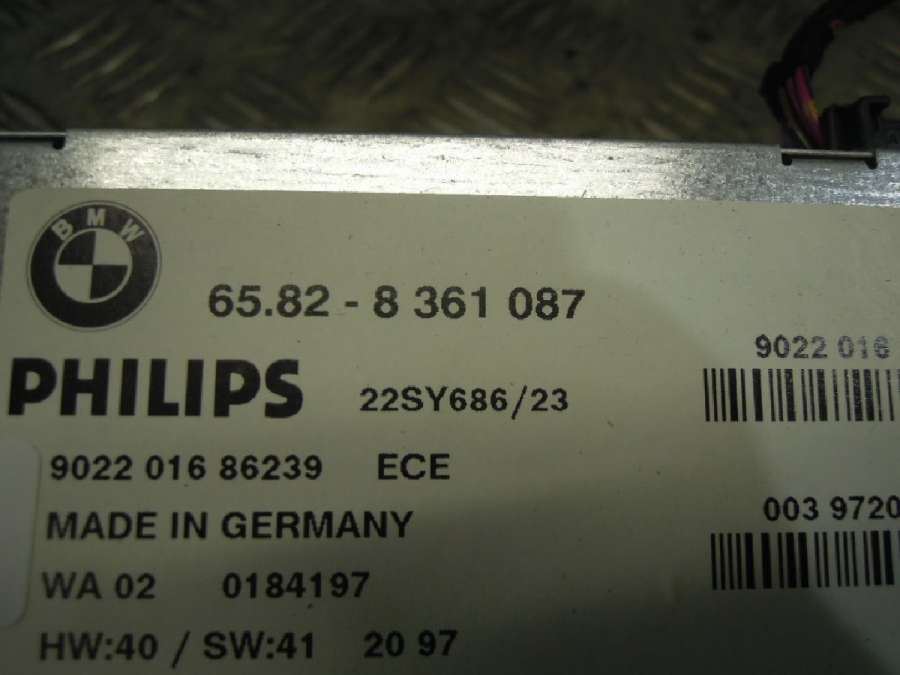 BMW
65.82 - 8 361 087
PHILIPS 22SY686/23
9022 016
9022 016 86239 ECE
003 9720
MADE IN GERMANY
WA 02 0184197
HW:40 / SW:41 20 97